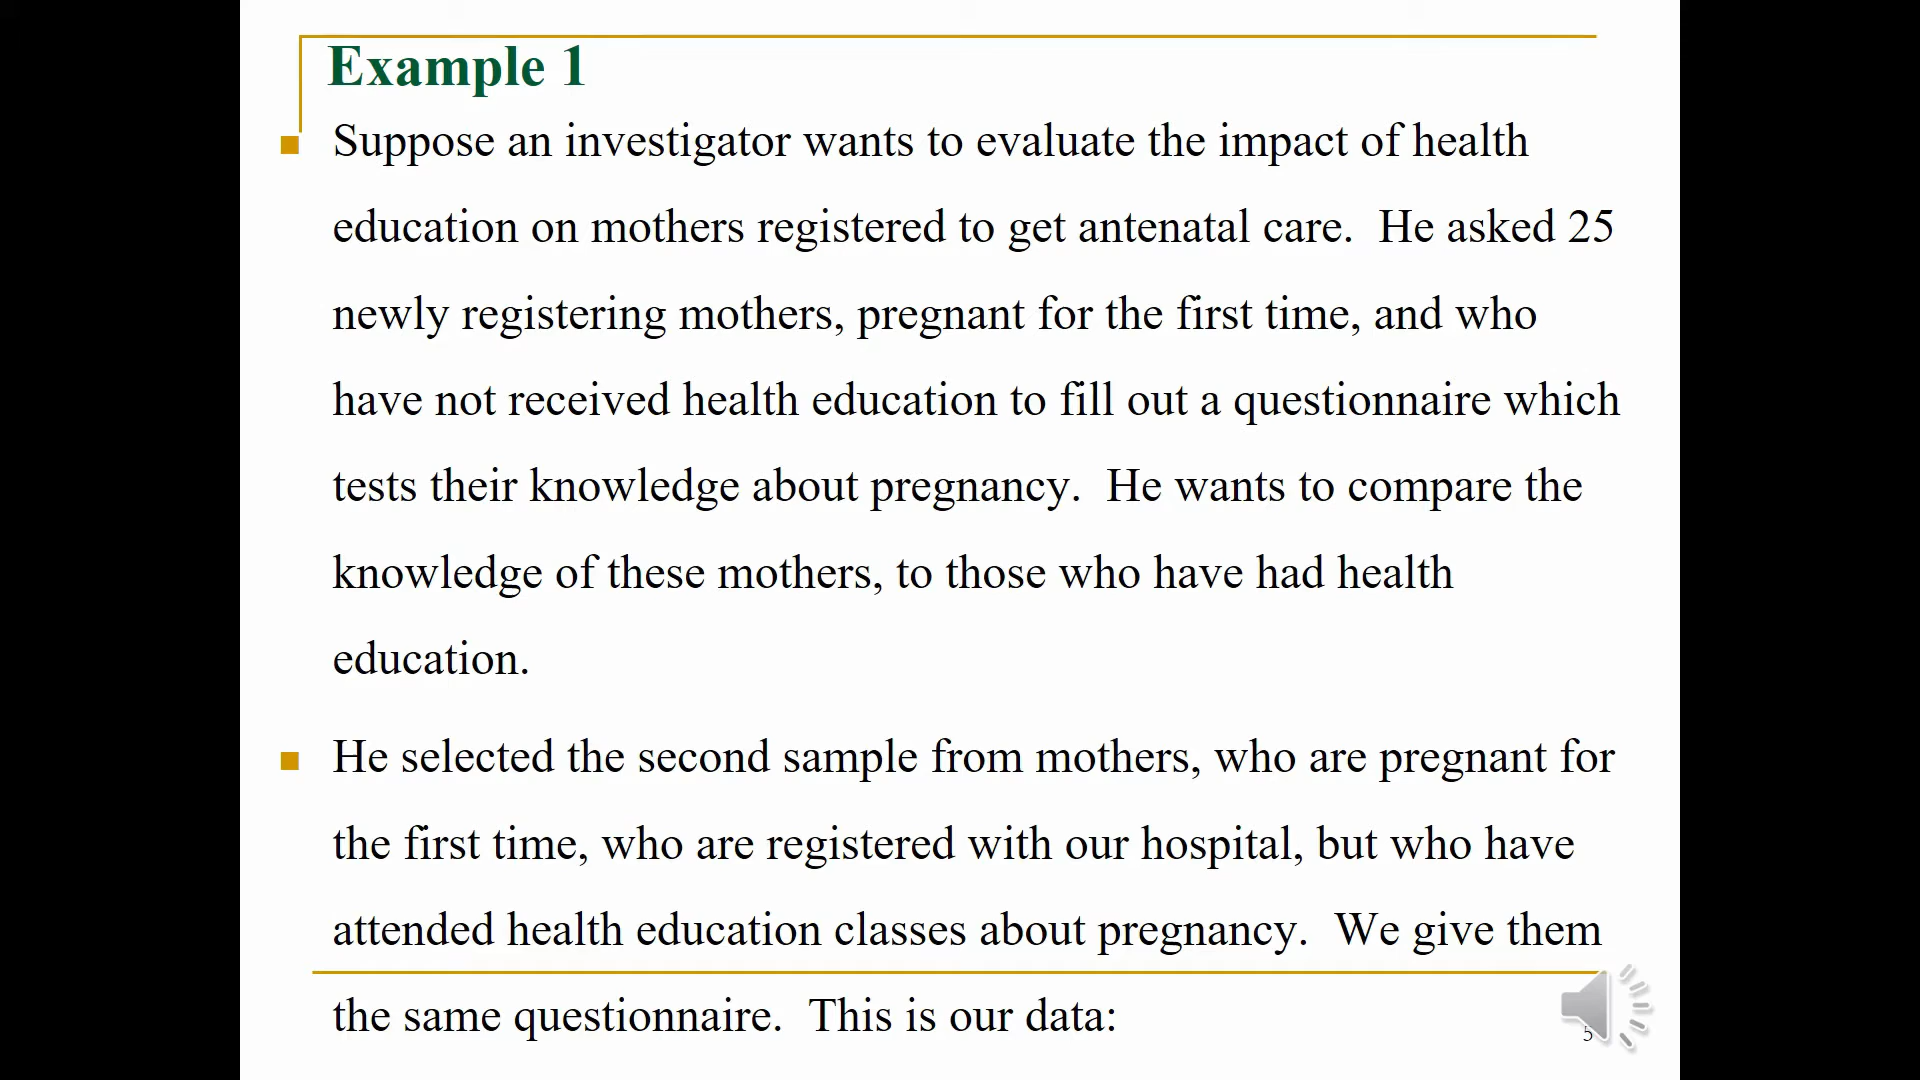 Example 1
Suppose an investigator wants to evaluate the impact of health
education on mothers registered to get antenatal care.  He asked 25
newly registering mothers, pregnant for the first time, and who
have not received health education to fill out a questionnaire which
tests their knowledge about pregnancy.  He wants to compare the
knowledge of these mothers, to those who have had health
education.
He selected the second sample from mothers, who are pregnant for
the first time, who are registered with our hospital, but who have
attended health education classes about pregnancy.  We give them
the same questionnaire.  This is our data:
5